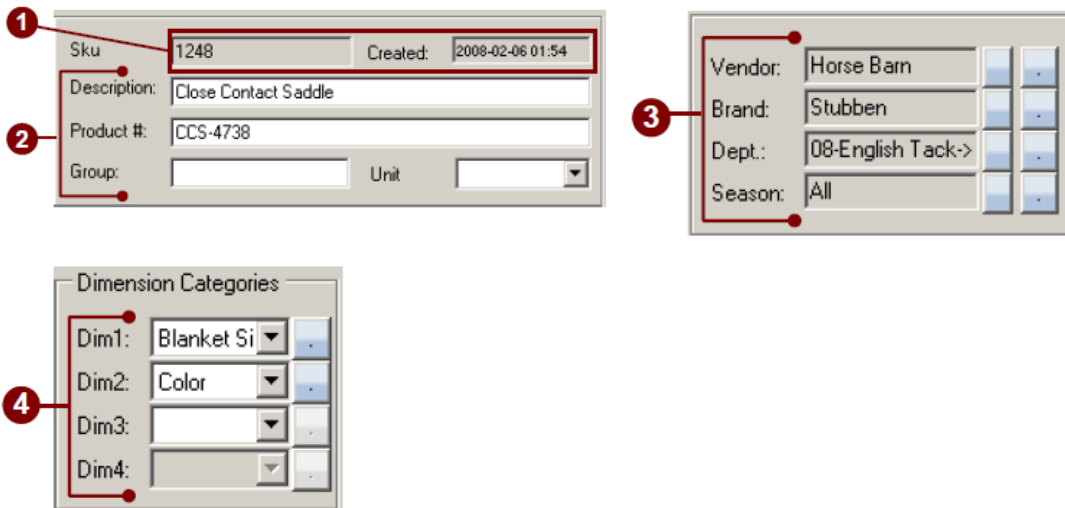 1
Sku 1248 Created: 2008-02-06 01:54
2
Description: Close Contact Saddle
Product #: CCS-4738
Group: Unit
3
Vendor: Horse Barn
Brand: Stubben
Dept.: 08-English Tack->
Season: All
Dimension Categories
4
Dim1: Blanket Si
Dim2: Color
Dim3:
Dim4: